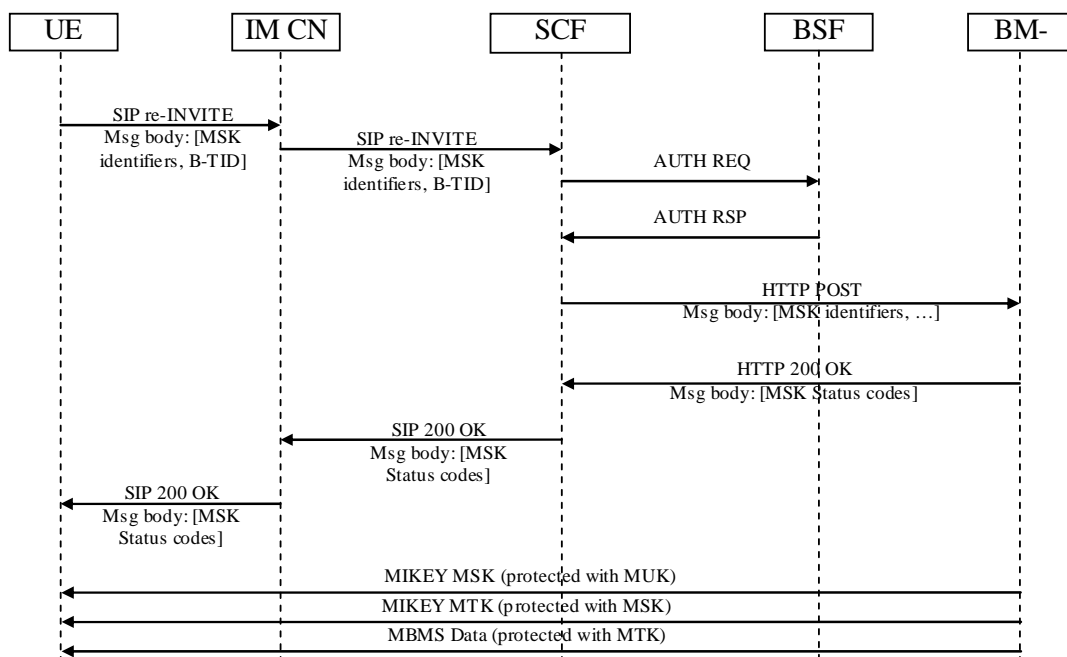 UE IM CN SCF BSF BM-
SIP re-INVITE
Msg body: [MSK
identifiers, B-TID]
SIP re-INVITE
Msg body: [MSK
identifiers, B-TID]
AUTH REQ
AUTH RSP
HTTP POST
Msg body: [MSK identifiers, …]
HTTP 200 OK
Msg body: [MSK Status codes]
SIP 200 OK
Msg body: [MSK
Status codes]
SIP 200 OK
Msg body: [MSK
Status codes]
MIKEY MSK (protected with MUK)
MIKEY MTK (protected with MSK)
MBMS Data (protected with MTK)